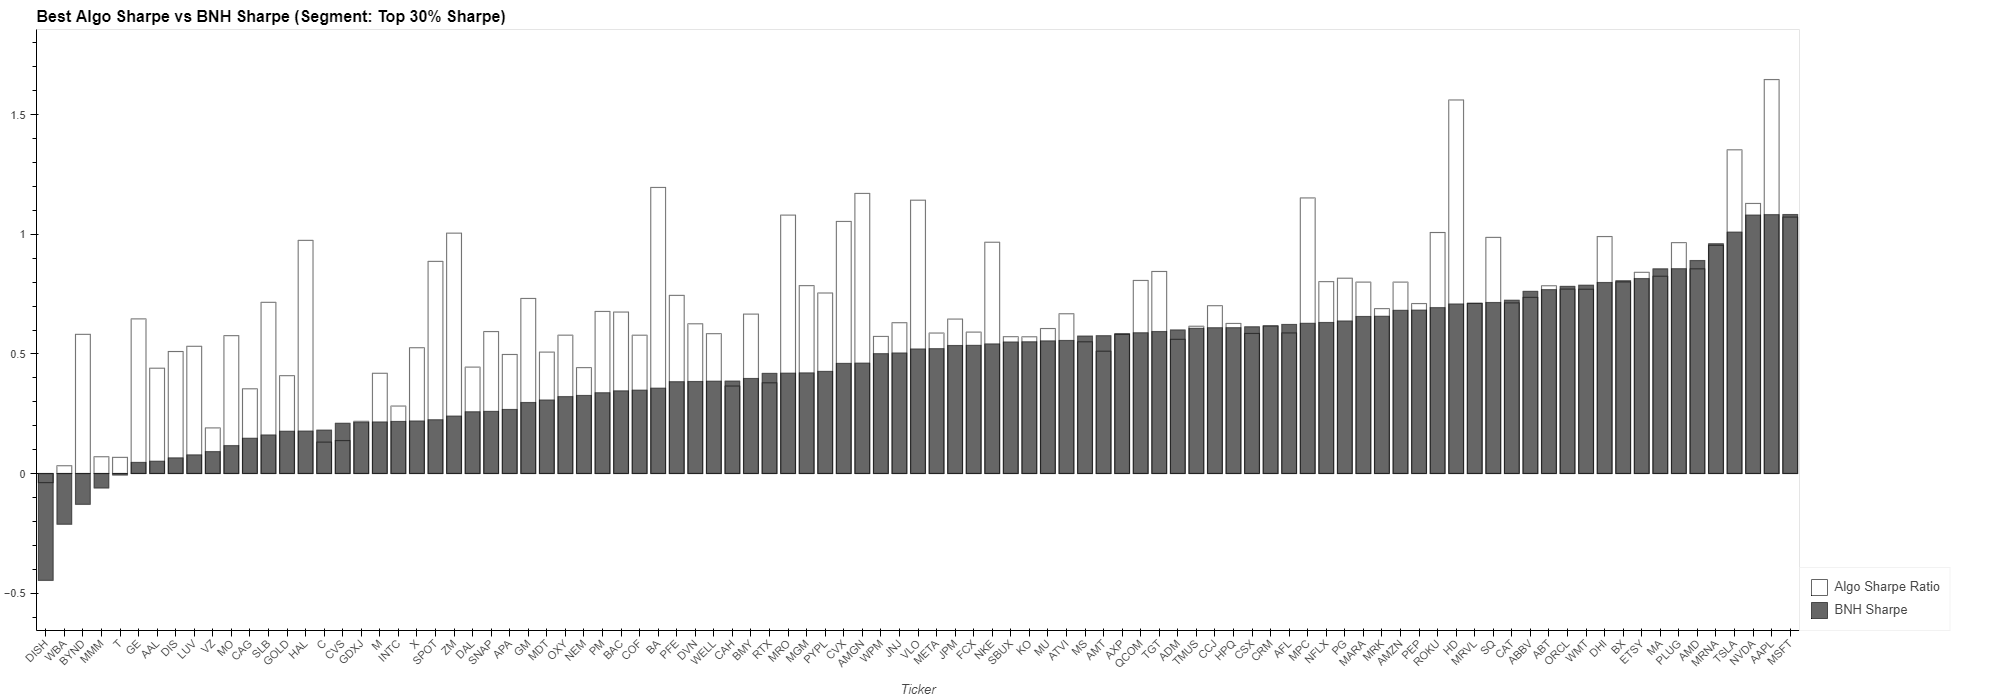 Best Algo Sharpe vs BNH Sharpe (Segment: Top 30% Sharpe)
1.5
1
0.5
0
−0.5
Algo Sharpe Ratio
BNH Sharpe
DISH WBA BYND MMM T GE AAL DIS LUV VZ MO CAG SLB GOLD HAL C CVS GDXJ M INTC X SPOT ZM DAL SNAP APA GM MDT OXY NEM PM BAC COF BA PFE DVN WELL CAH BMY RTX MRO MGM PYPL CVX AMGN WPM JNJ VLO META JPM FCX NKE SBUX KO MU ATVI MS AMT AXP QCOM TGT ADM TMUS CCJ HPQ CSX CRM AFL MPC NFLX PG MARA MRK AMZN PEP ROKU HD MRVL SQ CAT ABBV ABT ORCL WMT DHI BX ETSY MA PLUG AMD MRNA TSLA NVDA AAPL MSFT
Ticker